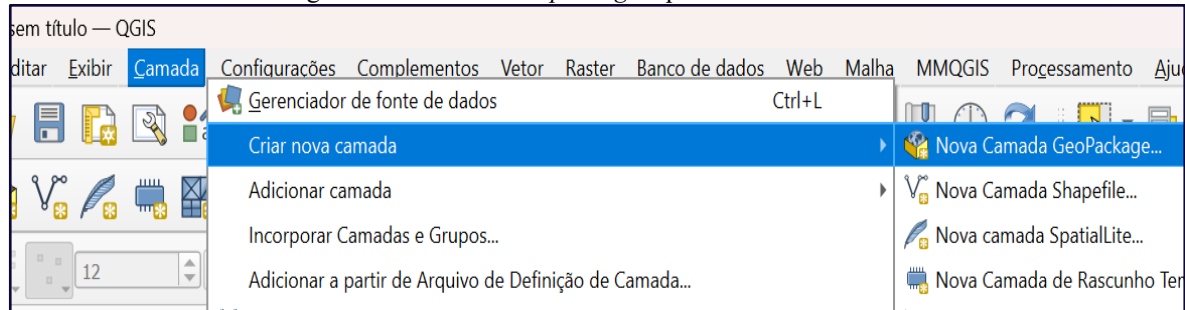 sem título — QGIS
ditar Exibir Camada Configurações Complementos Vetor Raster Banco de dados Web Malha MMQGIS Processamento
Gerenciador de fonte de dados Ctrl+L
Criar nova camada
Nova Camada GeoPackage...
Adicionar camada
Nova Camada Shapefile...
Incorporar Camadas e Grupos...
Nova camada SpatiaLite...
12
Adicionar a partir de Arquivo de Definição de Camada...
Nova Camada de Rascunho